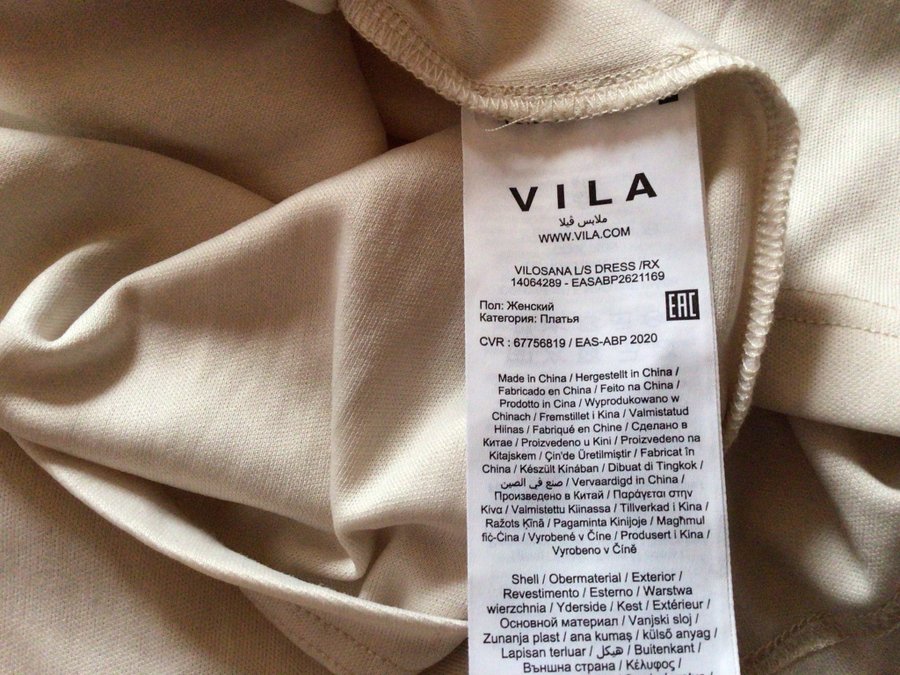 VILA
ملابس ڤيلا
WWW.VILA.COM
VILOSANA L/S DRESS /RX
14064289 - EASABP2621169
Пол: Женский
Категория: Платья
EAC
CVR : 67756819 / EAS-ABP 2020
Made in China / Hergestellt in China /
Fabricado en China / Feito na China /
Prodotto in Cina / Wyprodukowano w
Chinach / Fremstillet i Kina / Valmistatud
Hiinas / Fabriqué en Chine / Сделано в
Китае / Proizvedeno u Kini / Proizvedeno na
Kitajskem / Çin'de Üretilmiştir / Fabricat în
China / Készült Kínában / Dibuat di Tingkok /
صنع في الصين / Vervaardigd in China /
Произведено в Китай / Παράγεται στην
Κίνα / Valmistettu Kiinassa / Tillverkad i Kina /
Ražots Ķīnā / Pagaminta Kinijoje / Magħmul
fiċ-Ċina / Vyrobené v Číne / Produsert i Kina /
Vyrobeno v Číně
Shell / Obermaterial / Exterior /
Revestimento / Esterno / Warstwa
wierzchnia / Yderside / Kest / Extérieur /
Основной материал / Vanjski sloj /
Zunanja plast / ana kumaş / külső anyag /
Lapisan terluar / هيكل / Buitenkant /
Външна страна / Κέλυφος /